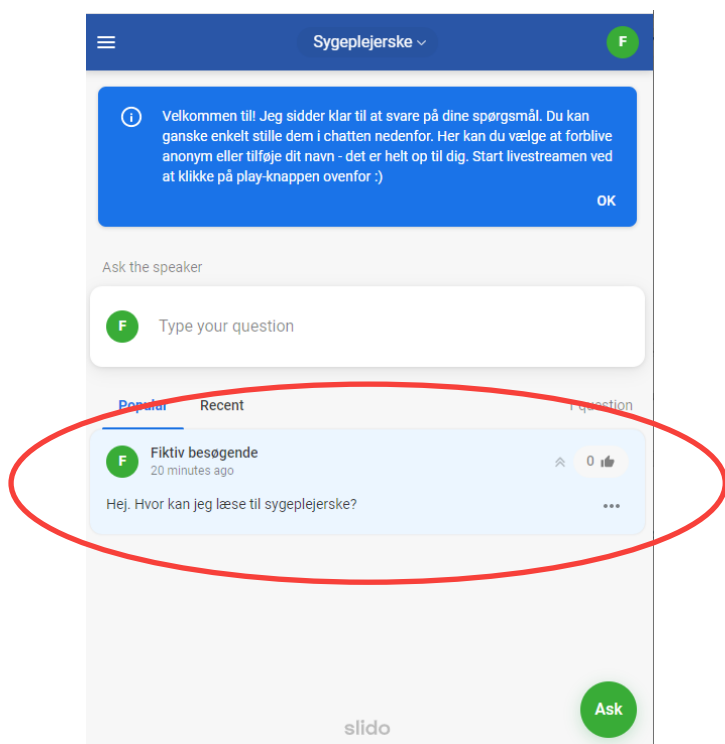 Sygeplejerske
F
Velkommen til! Jeg sidder klar til at svare på dine spørgsmål. Du kan
ganske enkelt stille dem i chatten nedenfor. Her kan du vælge at forblive
anonym eller tilføje dit navn - det er helt op til dig. Start livestreamen ved
at klikke på play-knappen ovenfor :)
OK
Ask the speaker
F
Type your question
Popular Recent 1 question
F
Fiktiv besøgende
20 minutes ago
0
Hej. Hvor kan jeg læse til sygeplejerske?
Ask
slido